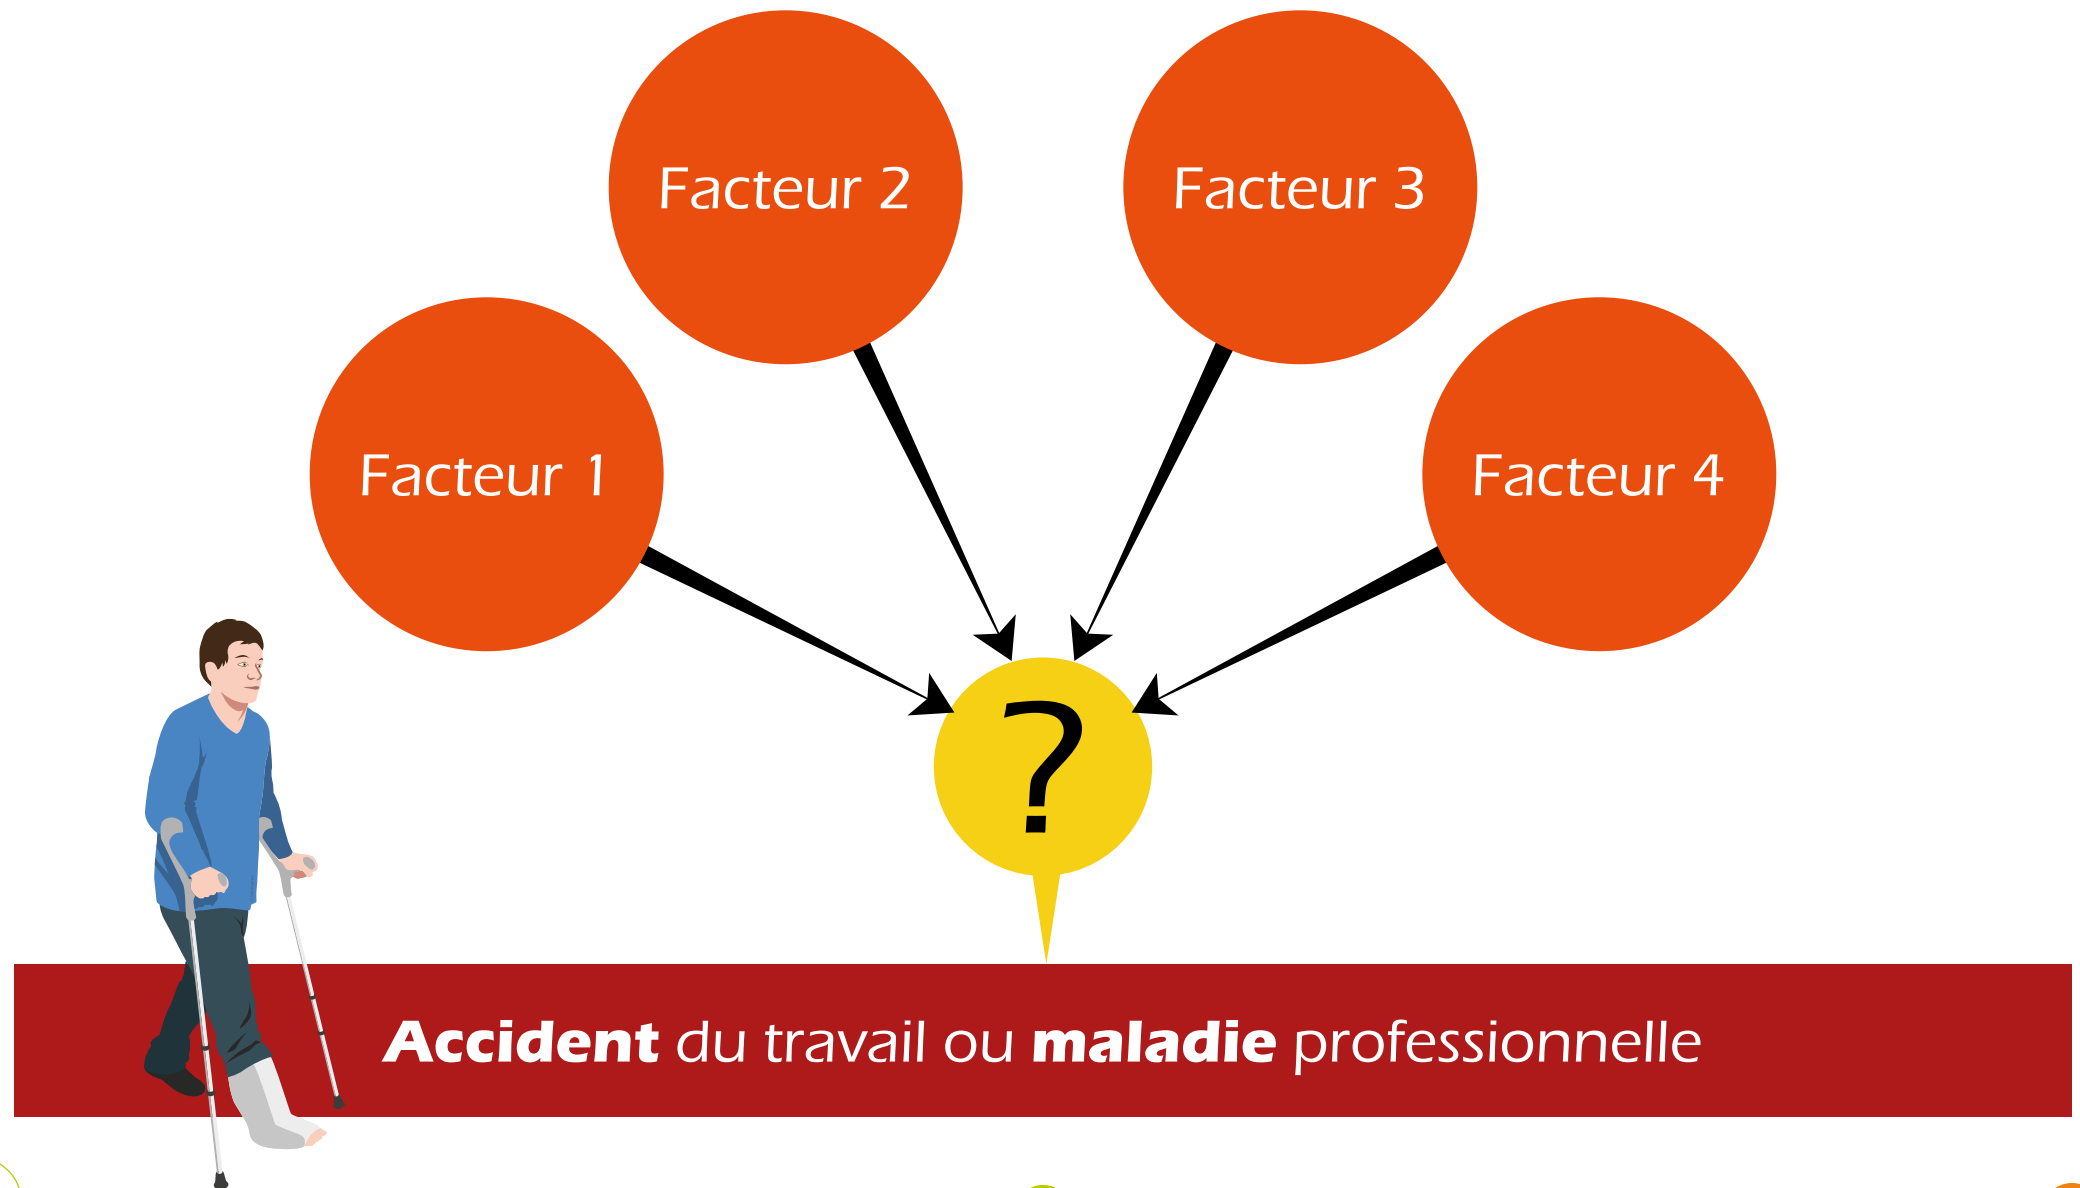 Facteur 2
Facteur 3
Facteur 1
Facteur 4
?
Accident du travail ou maladie professionnelle